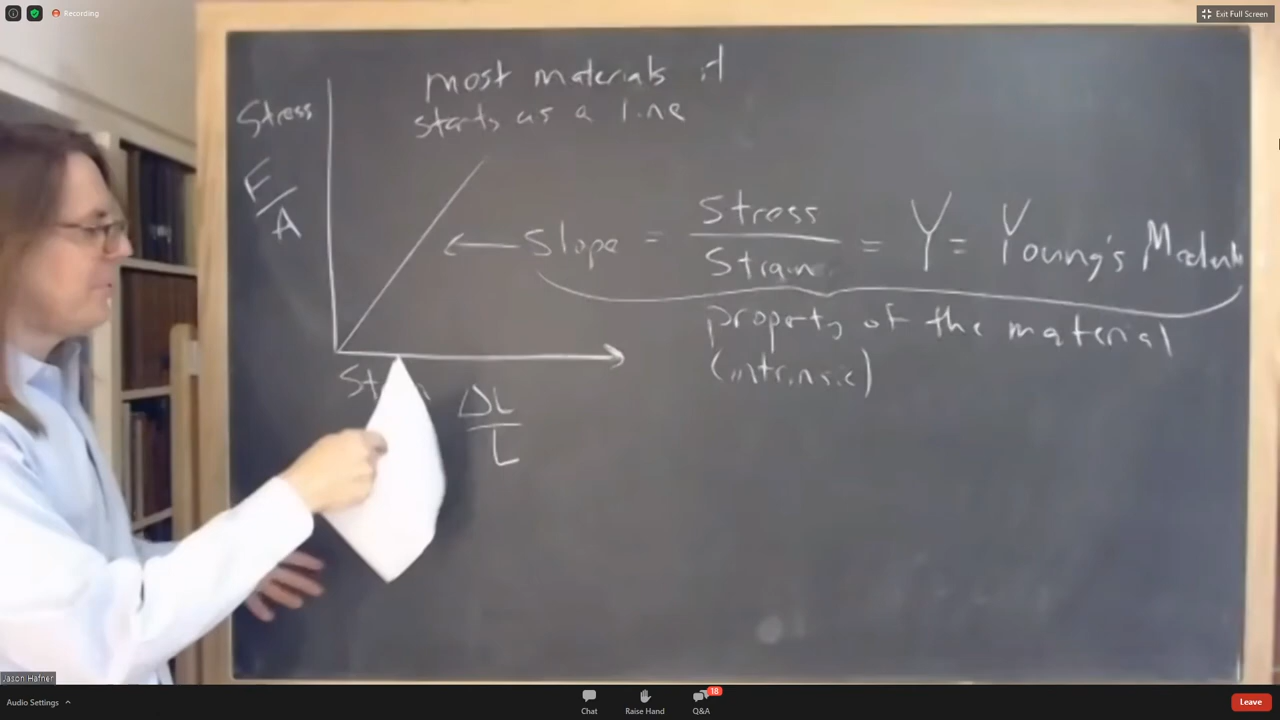 Recording
Exit Full Screen
most materials it
starts as a line
Stress
F/A
Slope = Stress/Strain = Y = Young's Modulus
property of the material
(intrinsic)
ΔL/L
Jason Hafner
Audio Settings
Chat
Raise Hand
18
Q&A
Leave